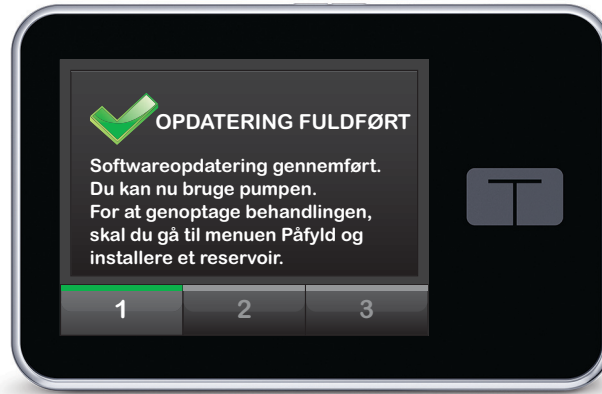 OPDATERING FULDFØRT
Softwareopdatering gennemført.
Du kan nu bruge pumpen.
For at genoptage behandlingen,
skal du gå til menuen Påfyld og
installere et reservoir.
1 2 3